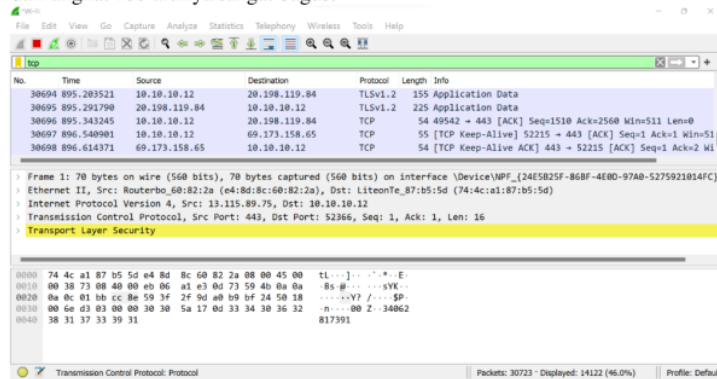 *Wi-Fi
File Edit View Go Capture Analyze Statistics Telephony Wireless Tools Help
tcp
No. Time Source Destination Protocol Length Info
30694 895.203521 10.10.10.12 20.198.119.84 TLSv1.2 155 Application Data
30695 895.291790 20.198.119.84 10.10.10.12 TLSv1.2 225 Application Data
30696 895.343245 10.10.10.12 20.198.119.84 TCP 54 49542 → 443 [ACK] Seq=1510 Ack=2560 Win=511 Len=0
30697 896.540901 10.10.10.12 69.173.158.65 TCP 55 [TCP Keep-Alive] 52215 → 443 [ACK] Seq=1 Ack=1 Win=51
30698 896.614371 69.173.158.65 10.10.10.12 TCP 54 [TCP Keep-Alive ACK] 443 → 52215 [ACK] Seq=1 Ack=2 Wi
Frame 1: 70 bytes on wire (560 bits), 70 bytes captured (560 bits) on interface \Device\NPF_{24E5B25F-86BF-4E0D-97A0-5275921014FC}
Ethernet II, Src: Routerbo_60:82:2a (e4:8d:8c:60:82:2a), Dst: LiteonTe_87:b5:5d (74:4c:a1:87:b5:5d)
Internet Protocol Version 4, Src: 13.115.89.75, Dst: 10.10.10.12
Transmission Control Protocol, Src Port: 443, Dst Port: 52366, Seq: 1, Ack: 1, Len: 16
Transport Layer Security
0000 74 4c a1 87 b5 5d e4 8d 8c 60 82 2a 08 00 45 00 tL···]·· ·`·*··E·
0010 00 38 73 08 40 00 eb 06 a1 e3 0d 73 59 4b 0a 0a ·8s·@··· ···sYK··
0020 0a 0c 01 bb cc 8e 59 3f 2f 9d a0 b9 bf 24 50 18 ······Y? /····$P·
0030 00 6e d3 03 00 00 30 30 5a 17 0d 33 34 30 36 32 ·n····00 Z··34062
0040 38 31 37 33 39 31 817391
Transmission Control Protocol: Protocol Packets: 30723 · Displayed: 14122 (46.0%) Profile: Defau